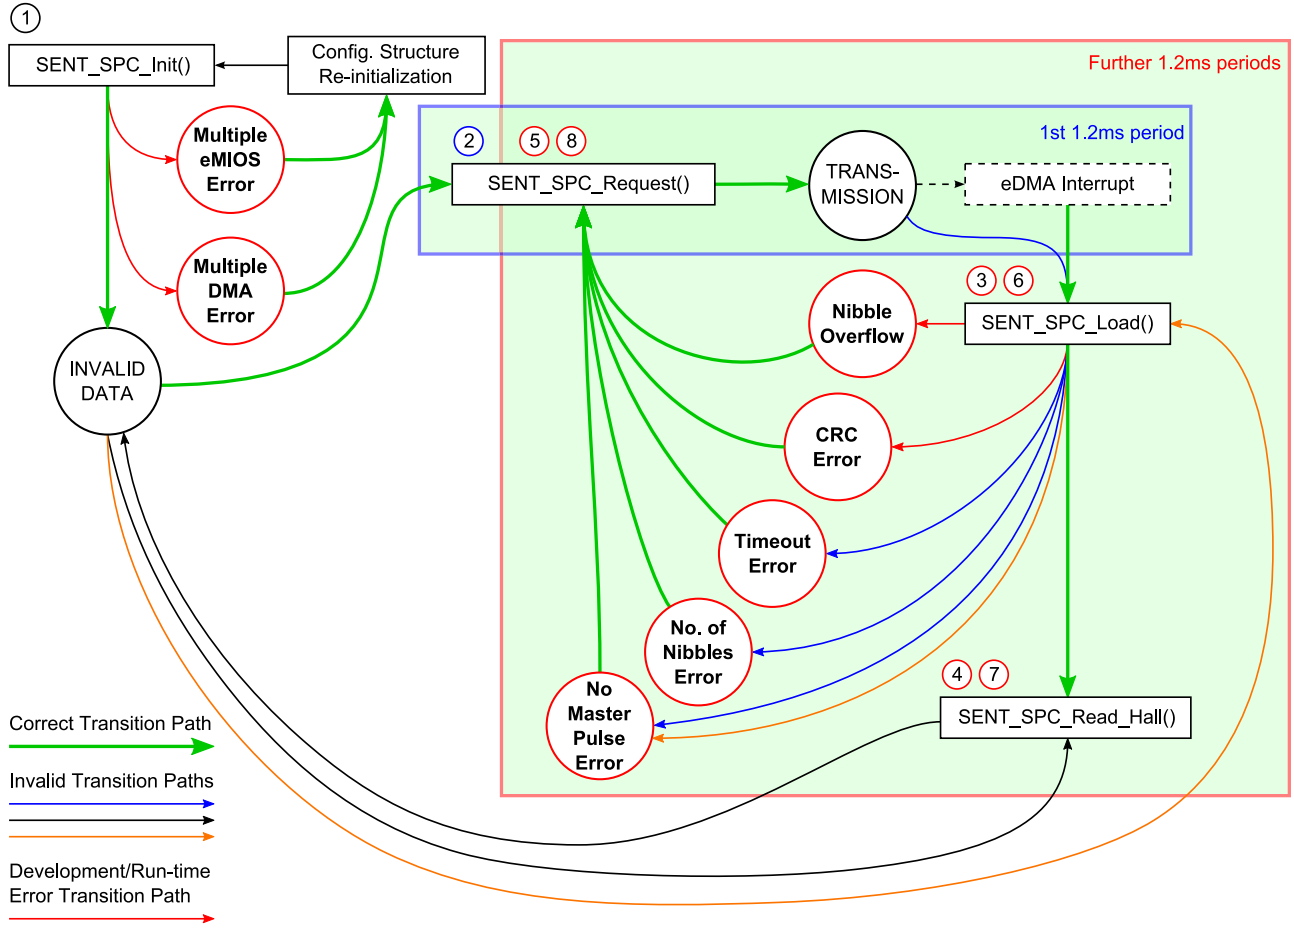 1
SENT_SPC_Init()
Config. Structure
Re-initialization
Further 1.2ms periods
1st 1.2ms period
Multiple
eMIOS
Error
2
5
8
SENT_SPC_Request()
TRANS-
MISSION
eDMA Interrupt
Multiple
DMA
Error
3
6
Nibble
Overflow
SENT_SPC_Load()
INVALID
DATA
CRC
Error
Timeout
Error
No. of
Nibbles
Error
4
7
No
Master
Pulse
Error
SENT_SPC_Read_Hall()
Correct Transition Path
Invalid Transition Paths
Development/Run-time
Error Transition Path